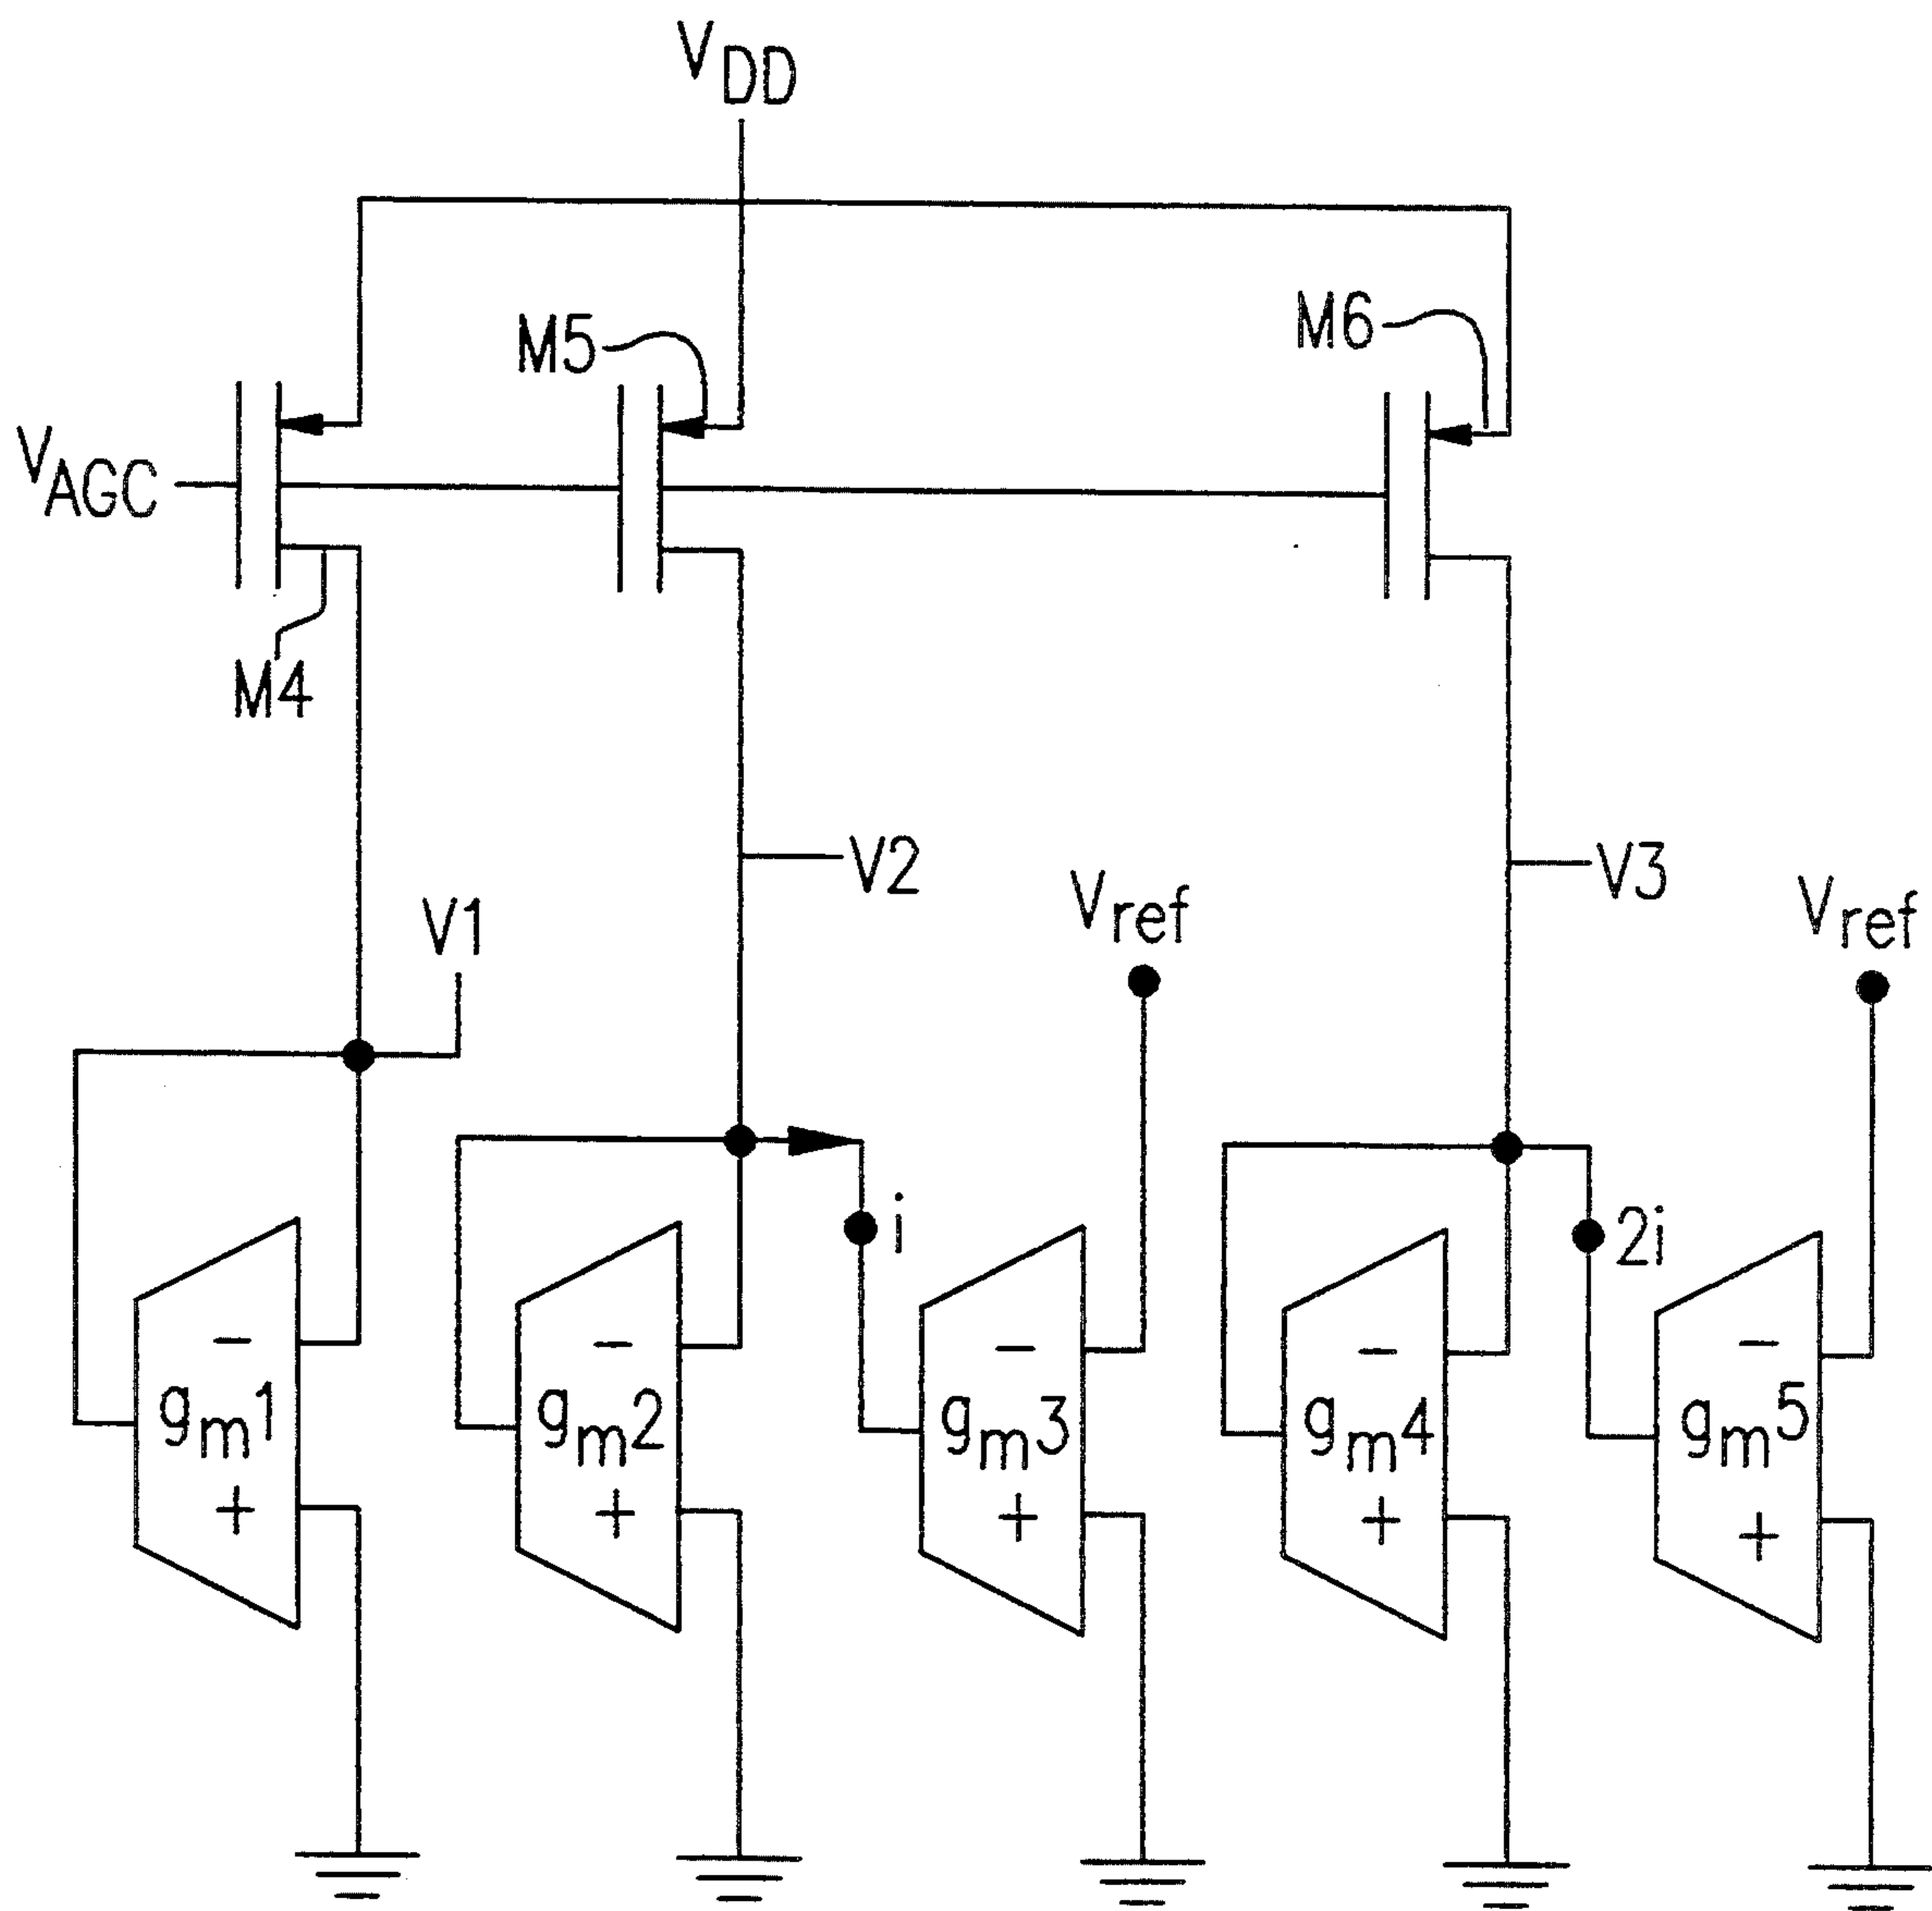 VDD
M5
M6
VAGC
M4
V2
V3
V1
Vref
Vref
i
2i
−
−
−
−
−
gm1
gm2
gm3
gm4
gm5
+
+
+
+
+